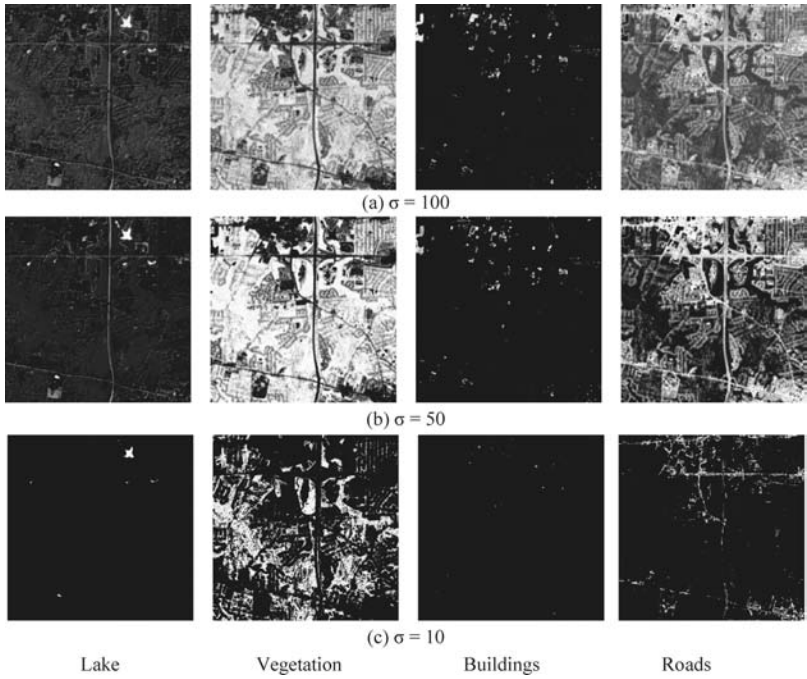 (a) σ = 100
(b) σ = 50
(c) σ = 10
Lake Vegetation Buildings Roads